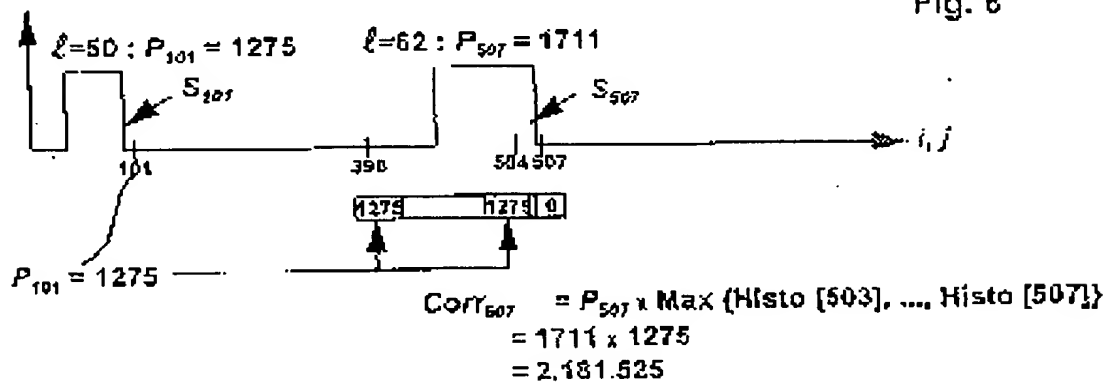 Fig. 6
ℓ=50 : P₁₀₁ = 1275
ℓ=62 : P₅₀₇ = 1711
S₁₀₁
S₅₀₇
i, j
101
390
504 507
1275 1275 0
P₁₀₁ = 1275
Corr₅₀₇ = P₅₀₇ x Max {Histo [503], ..., Histo [507]}
= 1711 x 1275
= 2,181.525